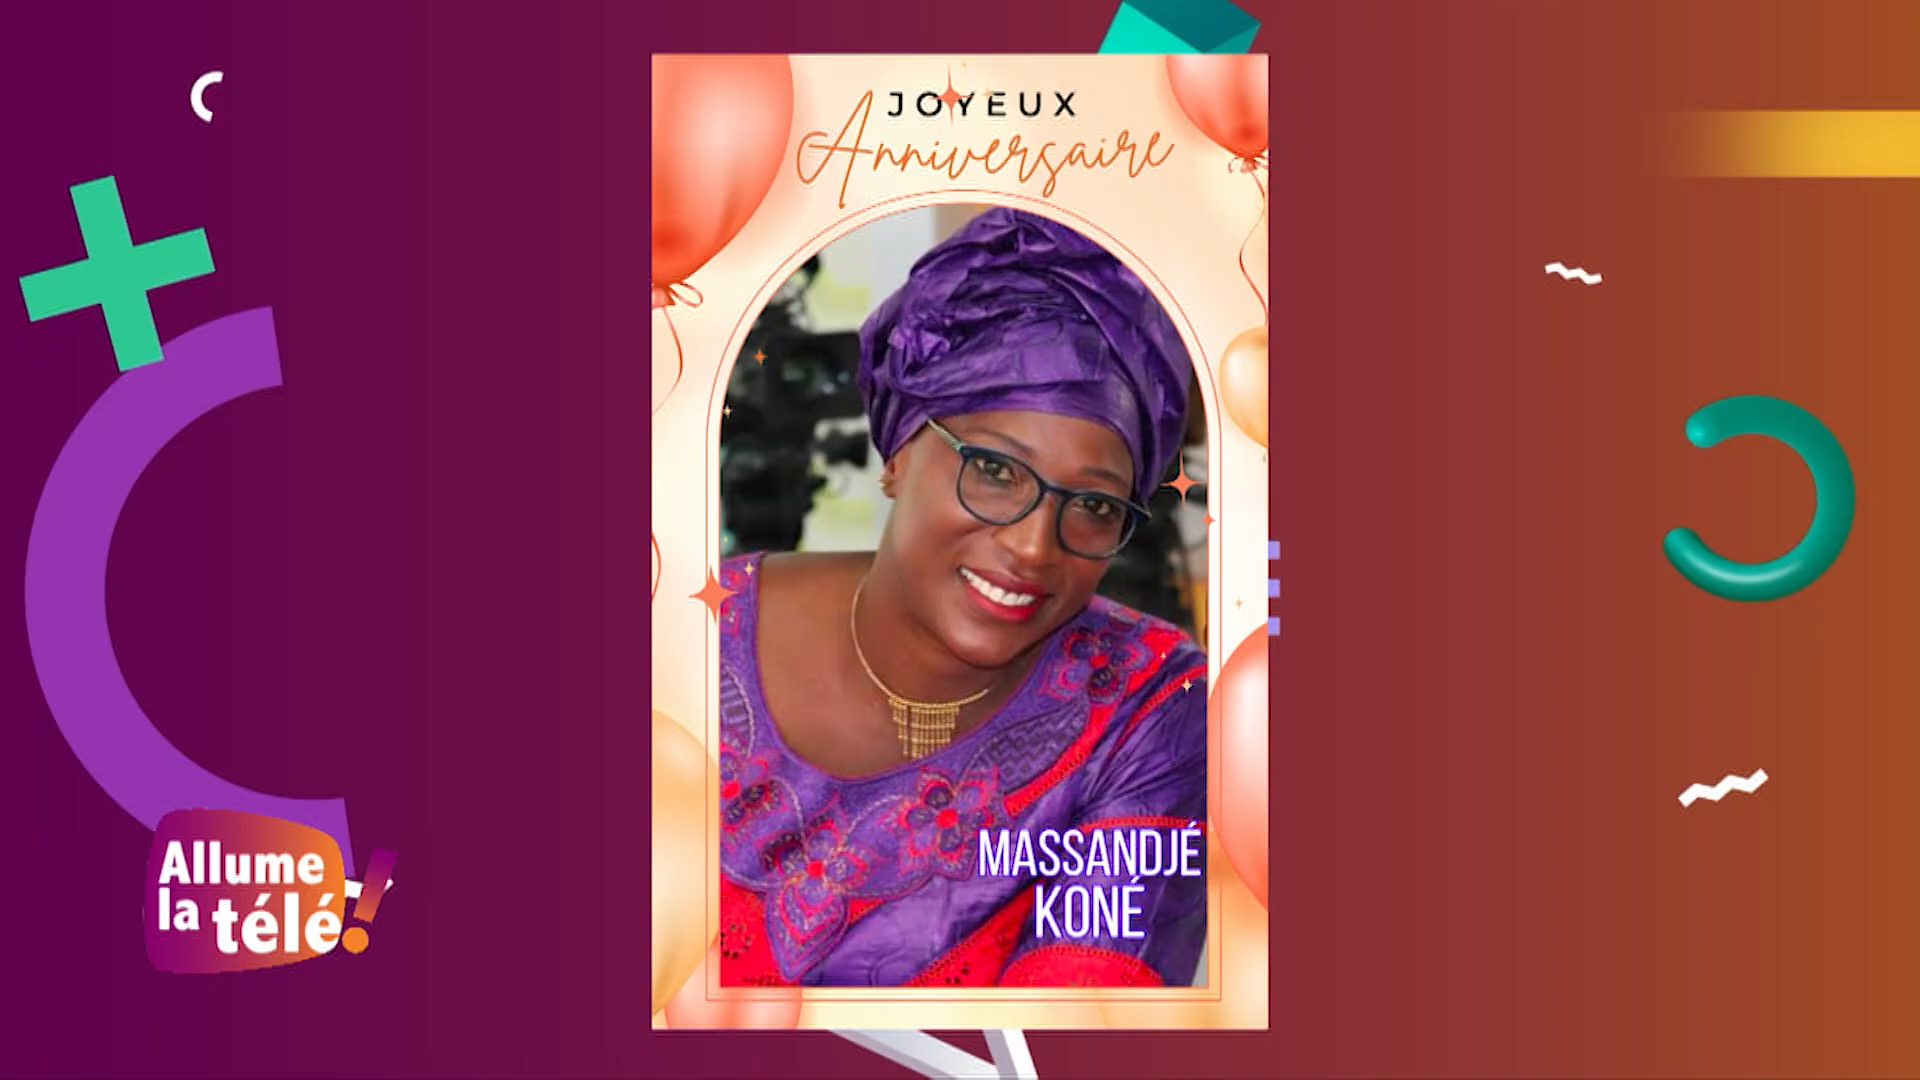 JOYEUX
Anniversaire
MASSANDJÉ
KONÉ
Allume
la télé!